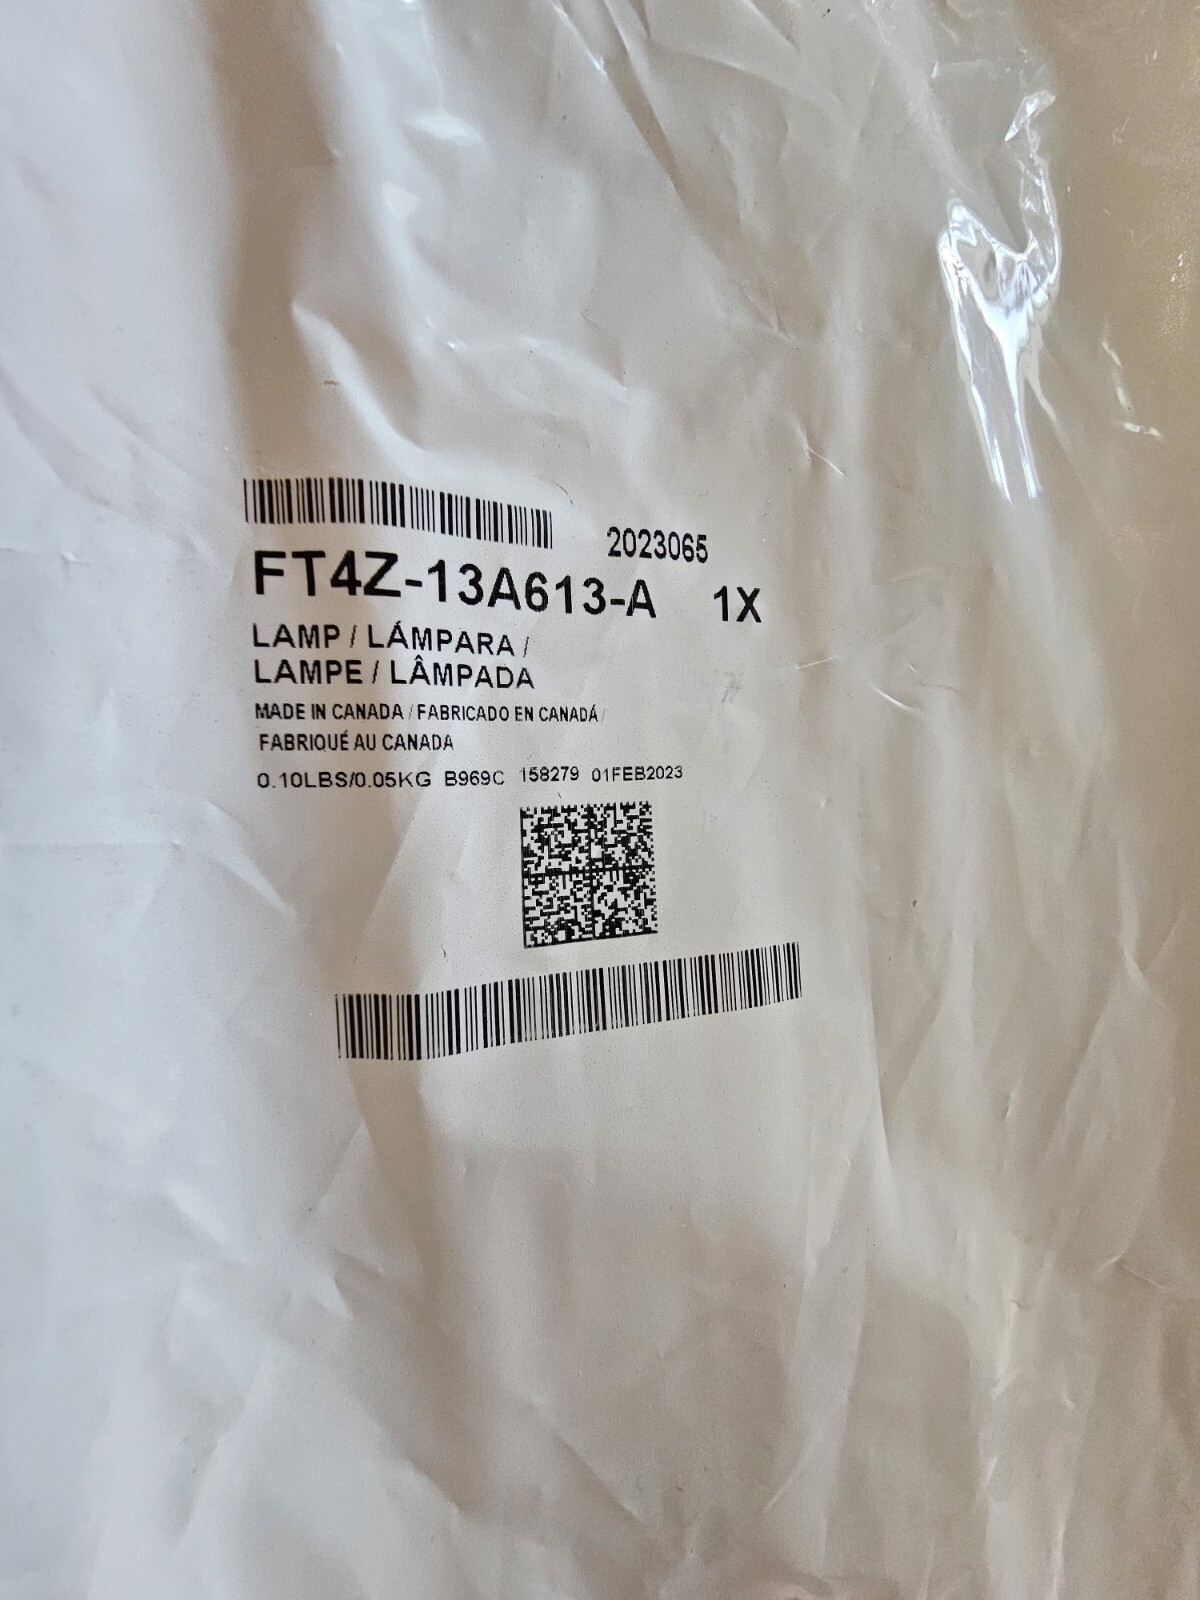 2023065
FT4Z-13A613-A 1X
LAMP / LÁMPARA /
LAMPE / LÂMPADA
MADE IN CANADA / FABRICADO EN CANADÁ /
FABRIQUÉ AU CANADA
0.10LBS/0.05KG B969C 158279 01FEB2023